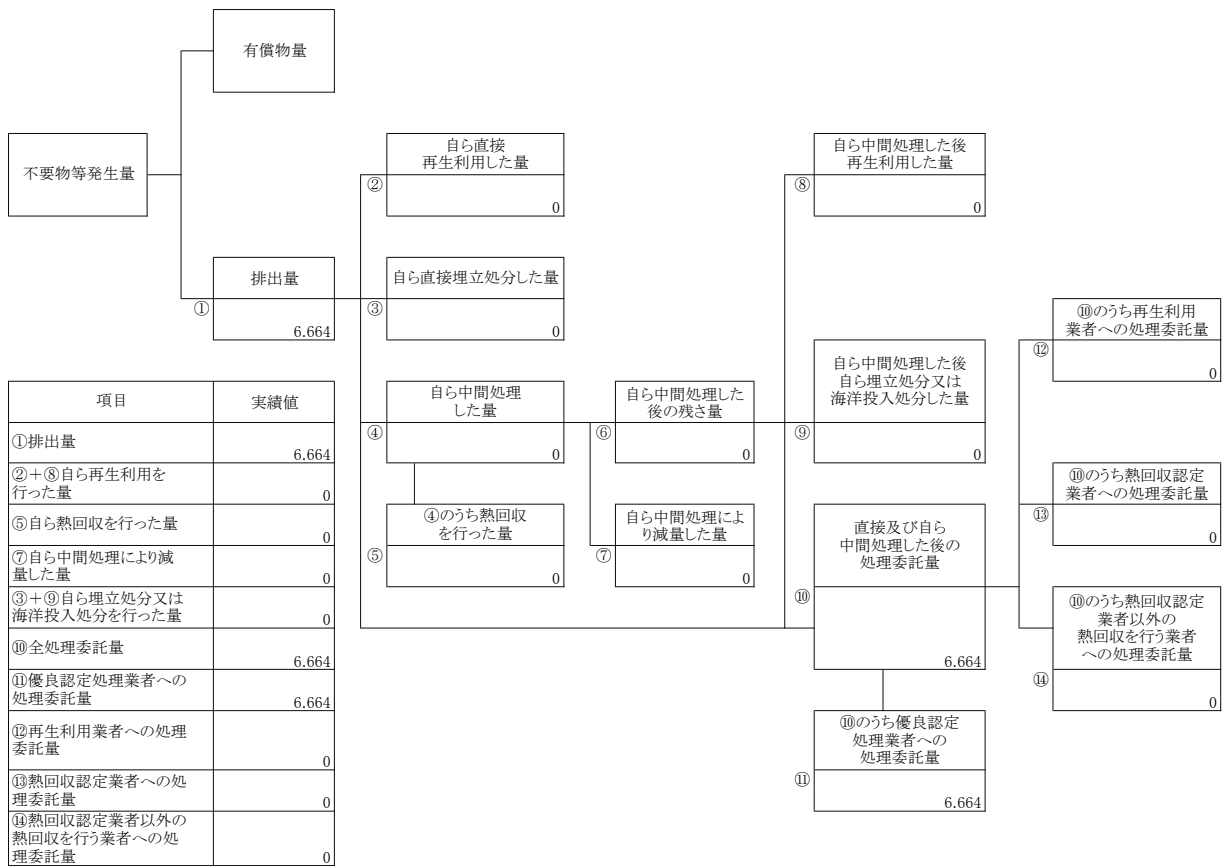 有償物量
不要物等発生量
自ら直接
再生利用した量
②
0
自ら中間処理した後
再生利用した量
⑧
0
排出量
①
6.664
自ら直接埋立処分した量
③
0
⑩のうち再生利用
業者への処理委託量
⑫
0
自ら中間処理
した量
④
0
自ら中間処理した
後の残さ量
⑥
0
自ら中間処理した後
自ら埋立処分又は
海洋投入処分した量
⑨
0
⑩のうち熱回収認定
業者への処理委託量
⑬
0
④のうち熱回収
を行った量
⑤
0
自ら中間処理によ
り減量した量
⑦
0
直接及び自ら
中間処理した後の
処理委託量
⑩
6.664
⑩のうち熱回収認定
業者以外の
熱回収を行う業者
への処理委託量
⑭
0
⑩のうち優良認定
処理業者への
処理委託量
⑪
6.664
項目 実績値
①排出量 6.664
②+⑧自ら再生利用を
行った量 0
⑤自ら熱回収を行った量 0
⑦自ら中間処理により減
量した量 0
③+⑨自ら埋立処分又は
海洋投入処分を行った量 0
⑩全処理委託量 6.664
⑪優良認定処理業者への
処理委託量 6.664
⑫再生利用業者への処理
委託量 0
⑬熱回収認定業者への処
理委託量 0
⑭熱回収認定業者以外の
熱回収を行う業者への処
理委託量 0